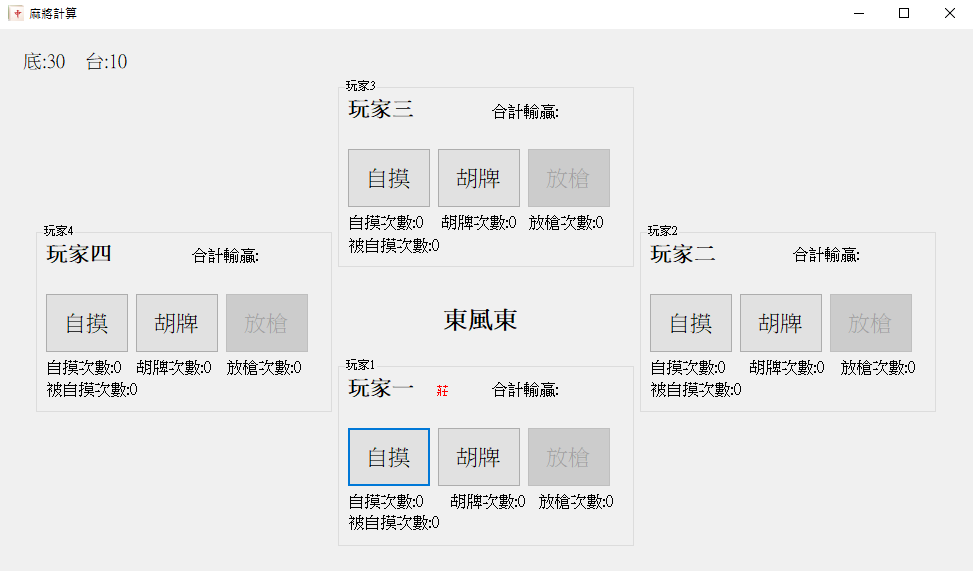 麻將計算
底:30 台:10
玩家3
玩家三 合計輸贏:
自摸 胡牌 放槍
自摸次數:0 胡牌次數:0 放槍次數:0
被自摸次數:0
玩家4
玩家四 合計輸贏:
自摸 胡牌 放槍
自摸次數:0 胡牌次數:0 放槍次數:0
被自摸次數:0
玩家2
玩家二 合計輸贏:
自摸 胡牌 放槍
自摸次數:0 胡牌次數:0 放槍次數:0
被自摸次數:0
東風東
玩家1
玩家一 莊 合計輸贏:
自摸 胡牌 放槍
自摸次數:0 胡牌次數:0 放槍次數:0
被自摸次數:0